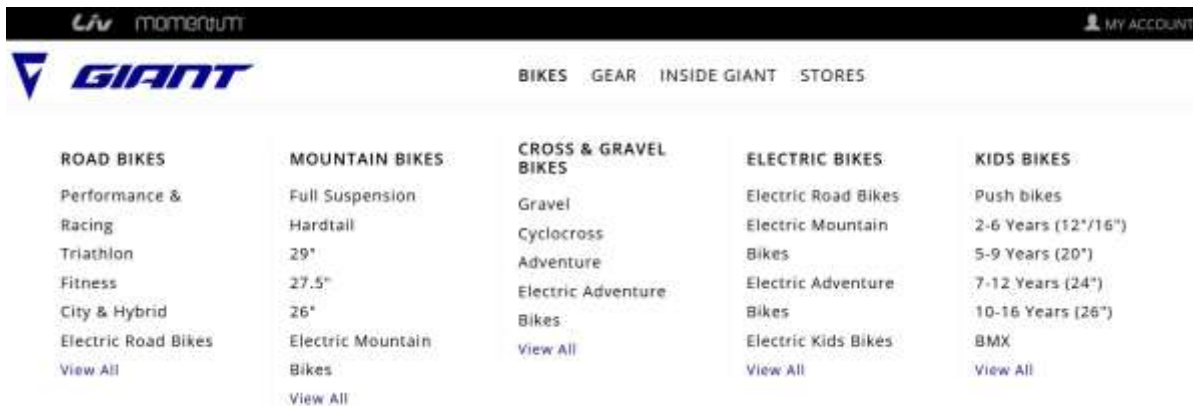 Liv momentum MY ACCOUNT
GIANT BIKES GEAR INSIDE GIANT STORES
ROAD BIKES
Performance &
Racing
Triathlon
Fitness
City & Hybrid
Electric Road Bikes
View All
MOUNTAIN BIKES
Full Suspension
Hardtail
29"
27.5"
26"
Electric Mountain
Bikes
View All
CROSS & GRAVEL
BIKES
Gravel
Cyclocross
Adventure
Electric Adventure
Bikes
View All
ELECTRIC BIKES
Electric Road Bikes
Electric Mountain
Bikes
Electric Adventure
Bikes
Electric Kids Bikes
View All
KIDS BIKES
Push bikes
2-6 Years (12"/16")
5-9 Years (20")
7-12 Years (24")
10-16 Years (26")
BMX
View All